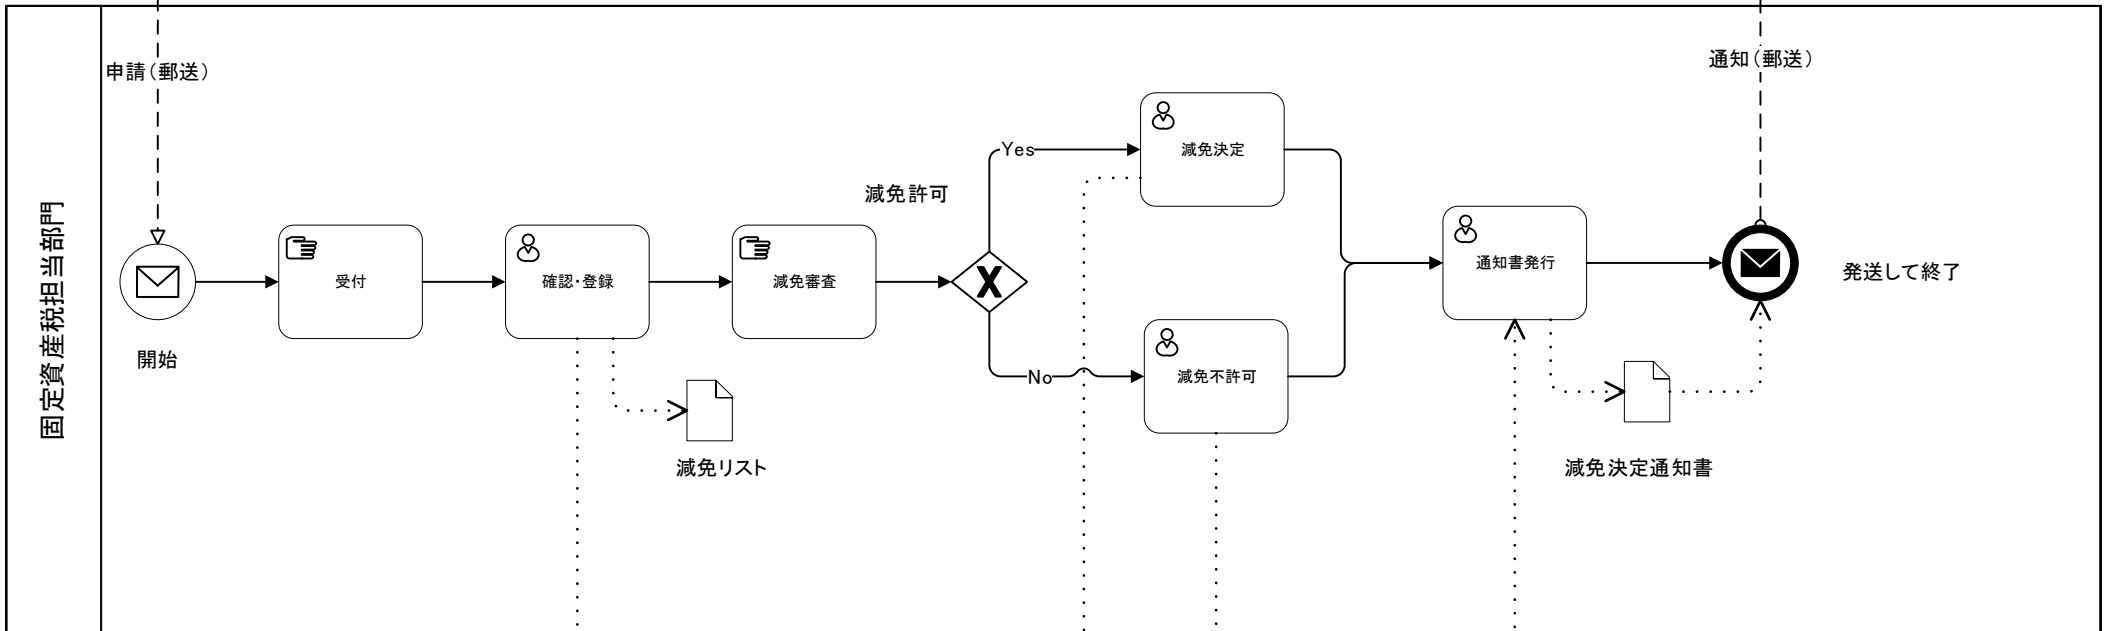 固定資産税担当部門
申請（郵送）
開始
受付
確認・登録
減免リスト
減免審査
減免許可
Yes
No
減免決定
減免不許可
通知書発行
減免決定通知書
通知（郵送）
発送して終了